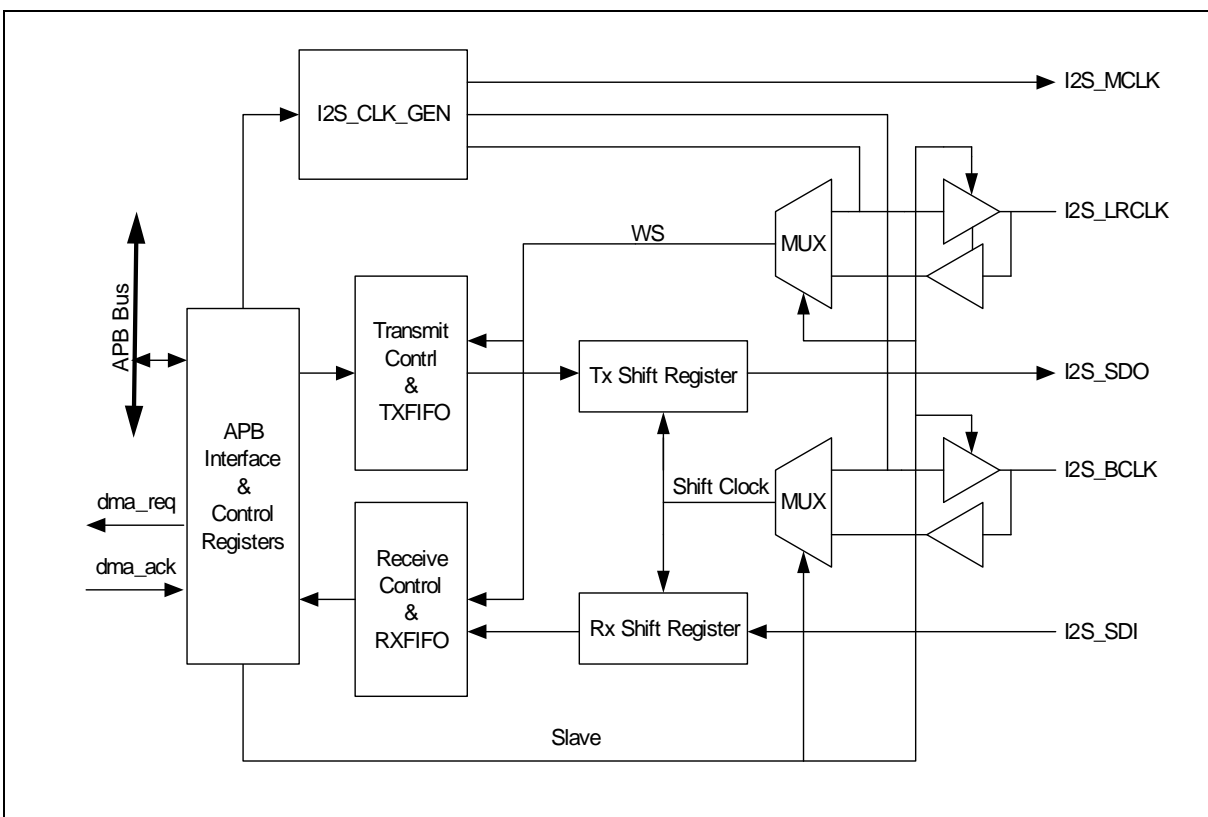 I2S_CLK_GEN
I2S_MCLK
I2S_LRCLK
MUX
WS
APB Bus
Transmit
Contrl
&
TXFIFO
Tx Shift Register
I2S_SDO
APB
Interface
&
Control
Registers
I2S_BCLK
Shift Clock
MUX
dma_req
dma_ack
Receive
Control
&
RXFIFO
Rx Shift Register
I2S_SDI
Slave